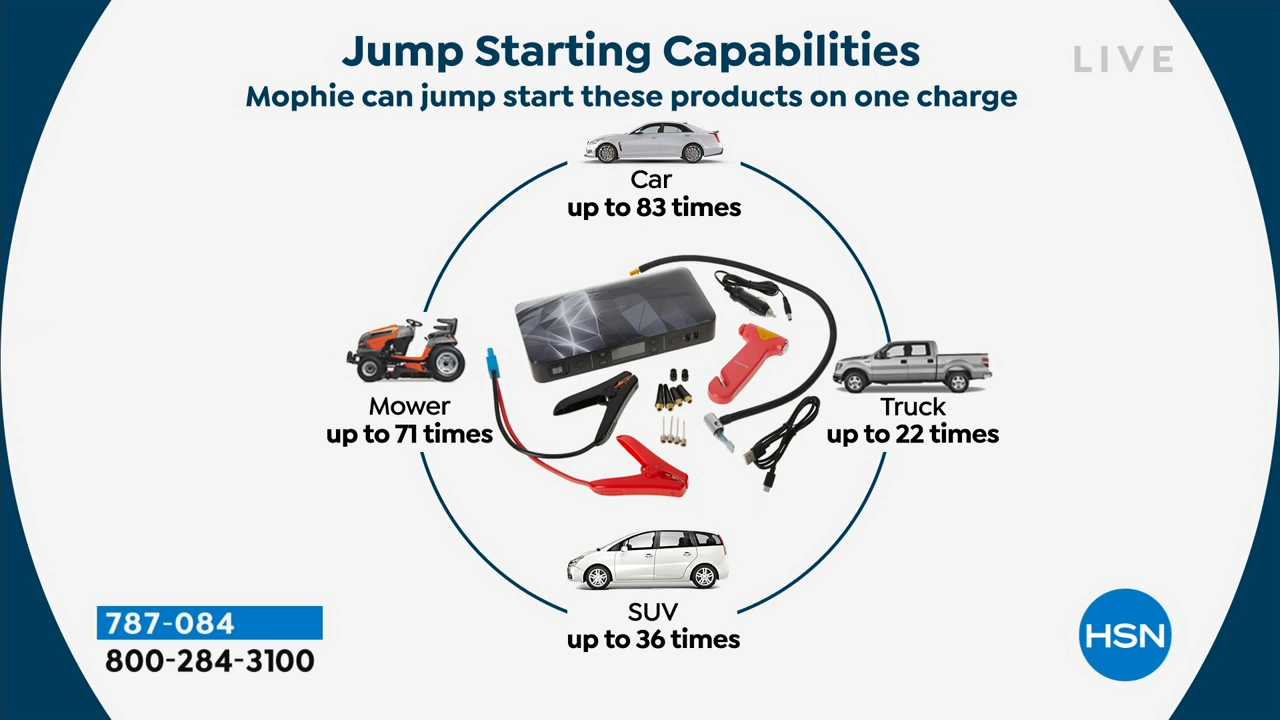 Jump Starting Capabilities
LIVE
Mophie can jump start these products on one charge
Car
up to 83 times
Mower
up to 71 times
Truck
up to 22 times
SUV
up to 36 times
787-084
800-284-3100
HSN